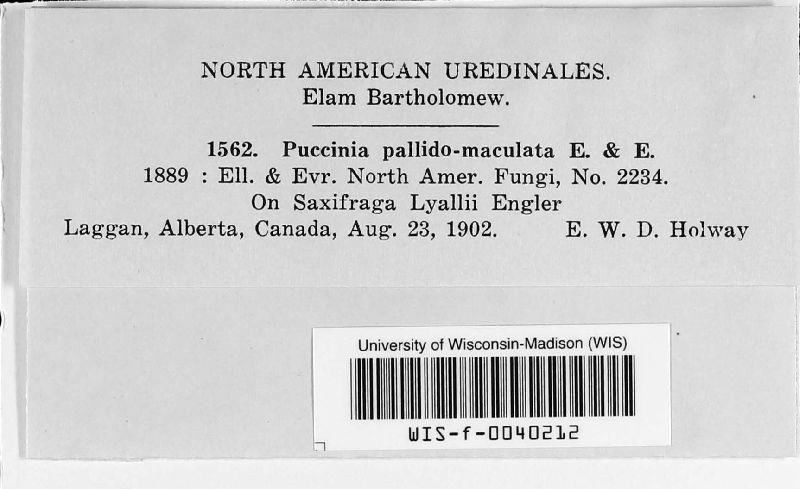 NORTH AMERICAN UREDINALES.
Elam Bartholomew.
1562. Puccinia pallido-maculata E. & E.
1889 : Ell. & Evr. North Amer. Fungi, No. 2234.
On Saxifraga Lyallii Engler
Laggan, Alberta, Canada, Aug. 23, 1902. E. W. D. Holway
University of Wisconsin-Madison (WIS)
WIS-f-0040212